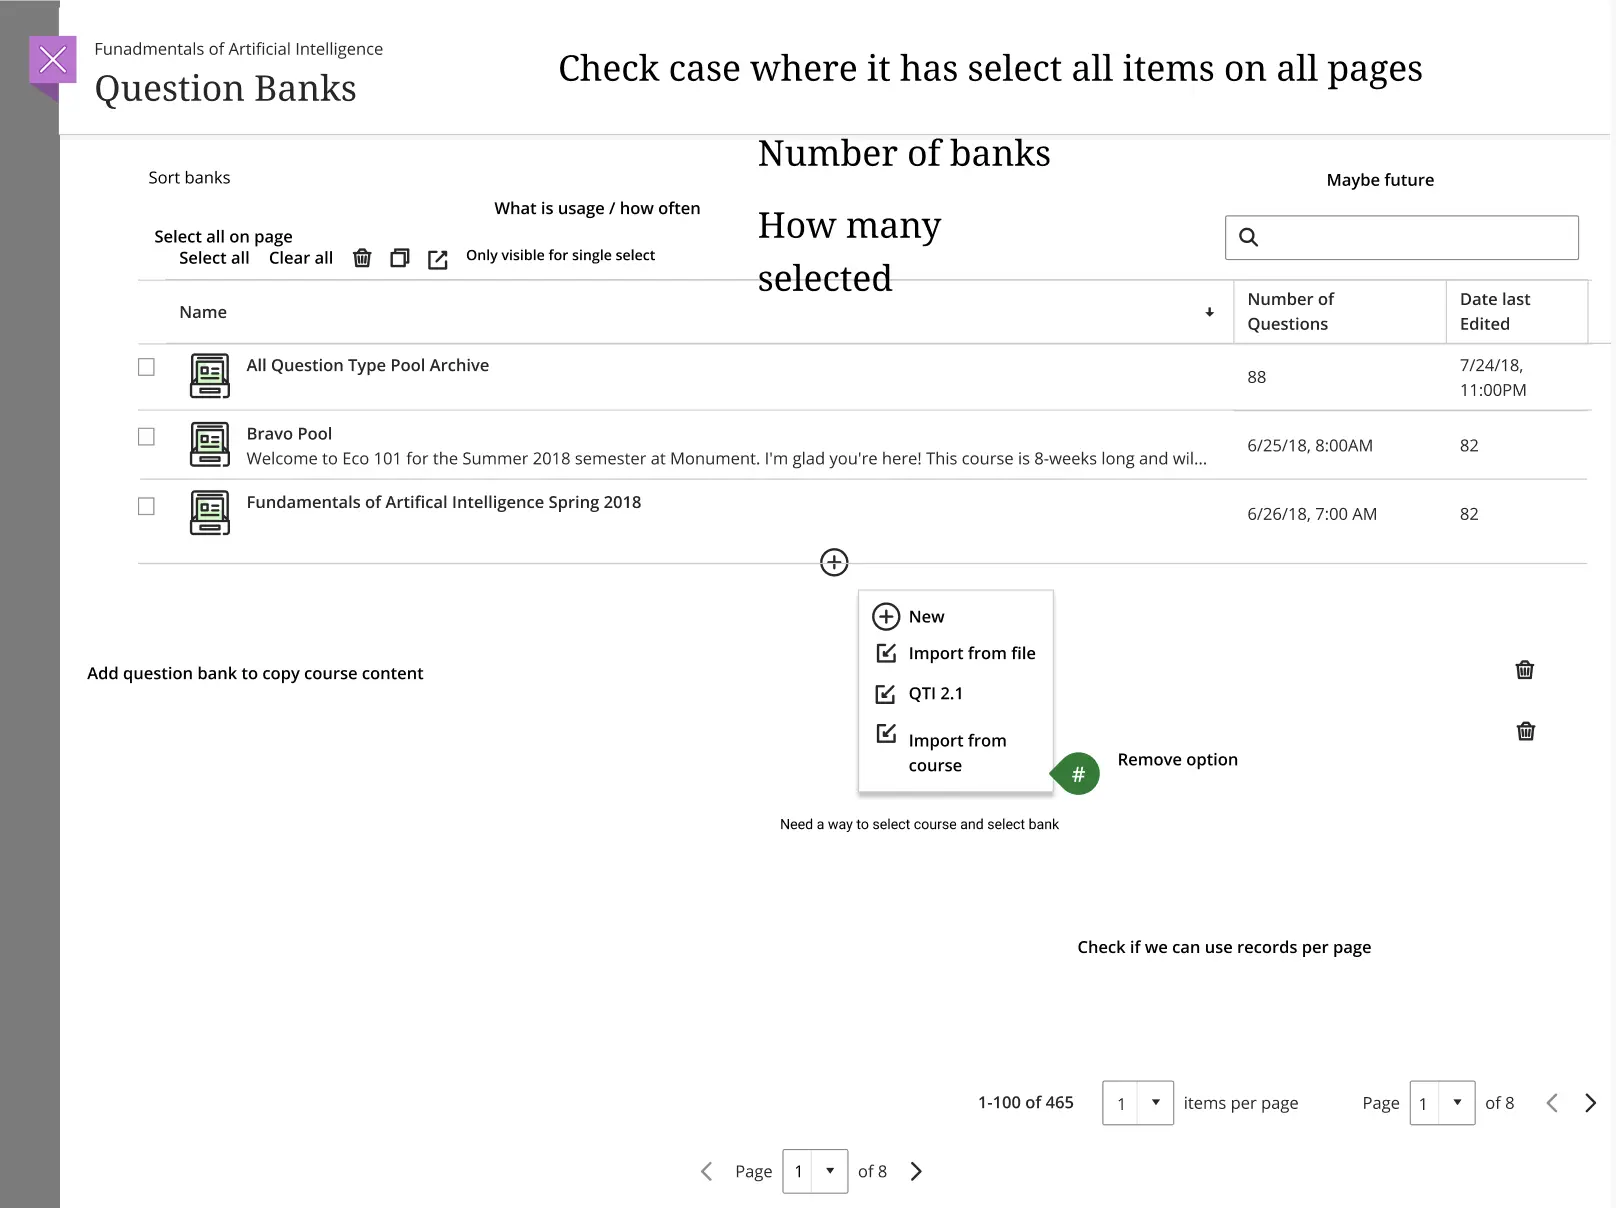 Funadmentals of Artificial Intelligence
Question Banks
Check case where it has select all items on all pages
Number of banks
Sort banks
Maybe future
What is usage / how often
How many
selected
Select all on page
Select all
Clear all
Only visible for single select
Name
Number of
Questions
Date last
Edited
All Question Type Pool Archive
88
7/24/18,
11:00PM
Bravo Pool
Welcome to Eco 101 for the Summer 2018 semester at Monument. I'm glad you're here! This course is 8-weeks long and wil...
6/25/18, 8:00AM
82
Fundamentals of Artifical Intelligence Spring 2018
6/26/18, 7:00 AM
82
New
Import from file
QTI 2.1
Import from
course
Add question bank to copy course content
#
Remove option
Need a way to select course and select bank
Check if we can use records per page
1-100 of 465
1
items per page
Page
1
of 8
Page
1
of 8